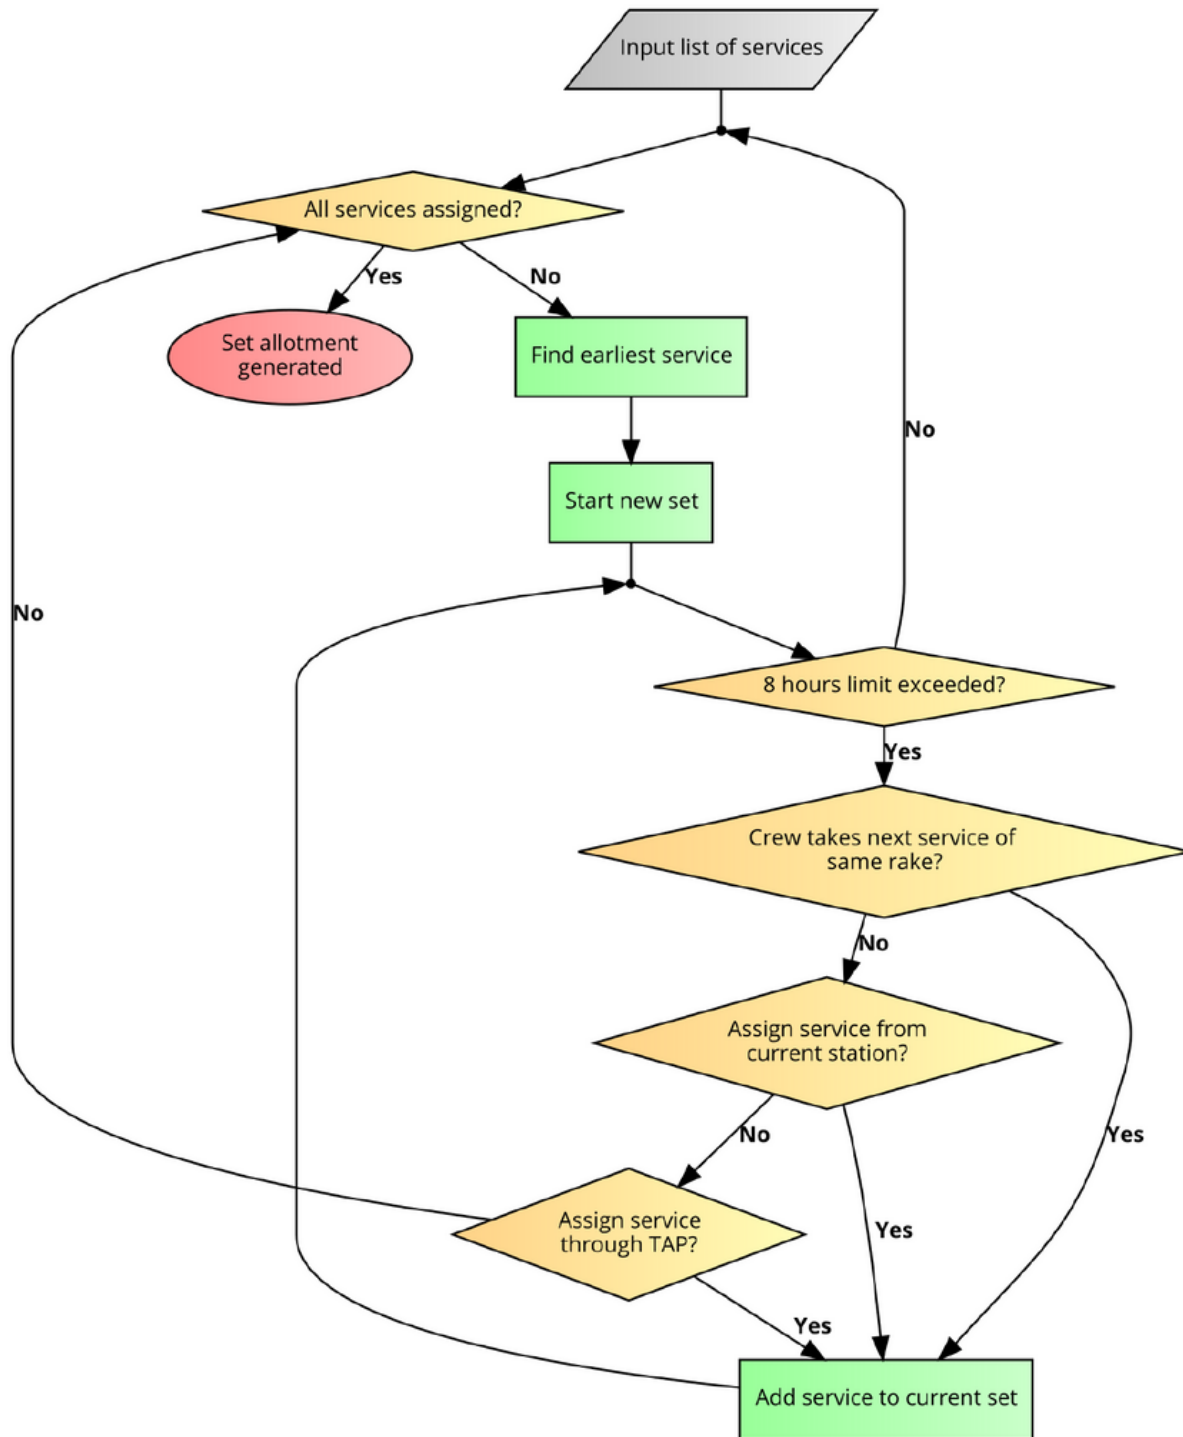 Input list of services
All services assigned?
Yes
No
Set allotment
generated
Find earliest service
No
Start new set
No
8 hours limit exceeded?
Yes
Crew takes next service of
same rake?
No
Assign service from
current station?
No
Yes
Assign service
through TAP?
Yes
Yes
Add service to current set